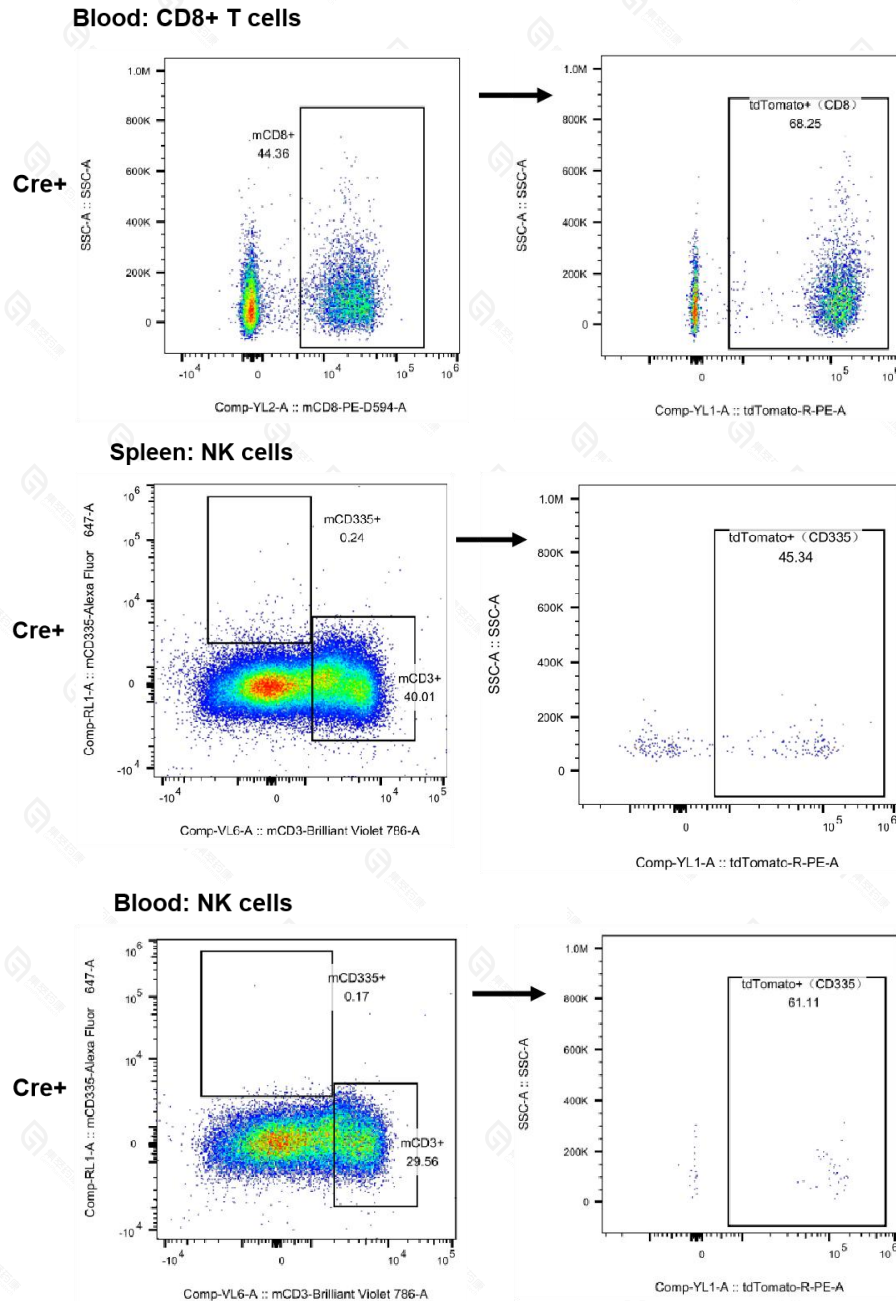 Blood: CD8+ T cells
Cre+
SSC-A :: SSC-A
1.0M
800K
600K
400K
200K
0
mCD8+
44.36
-10^4 0 10^4 10^5 10^6
Comp-YL2-A :: mCD8-PE-D594-A
SSC-A :: SSC-A
1.0M
800K
600K
400K
200K
0
tdTomato+（CD8）
68.25
0 10^5 10^6
Comp-YL1-A :: tdTomato-R-PE-A
Spleen: NK cells
Cre+
Comp-RL1-A :: mCD335-Alexa Fluor 647-A
10^6
10^5
10^4
0
-10^4
mCD335+
0.24
mCD3+
40.01
-10^4 0 10^4 10^5
Comp-VL6-A :: mCD3-Brilliant Violet 786-A
SSC-A :: SSC-A
1.0M
800K
600K
400K
200K
0
tdTomato+（CD335）
45.34
0 10^5 10^6
Comp-YL1-A :: tdTomato-R-PE-A
Blood: NK cells
Cre+
Comp-RL1-A :: mCD335-Alexa Fluor 647-A
10^6
10^5
10^4
0
-10^4
mCD335+
0.17
mCD3+
29.56
-10^4 0 10^4 10^5
Comp-VL6-A :: mCD3-Brilliant Violet 786-A
SSC-A :: SSC-A
1.0M
800K
600K
400K
200K
0
tdTomato+（CD335）
61.11
0 10^5 10^6
Comp-YL1-A :: tdTomato-R-PE-A